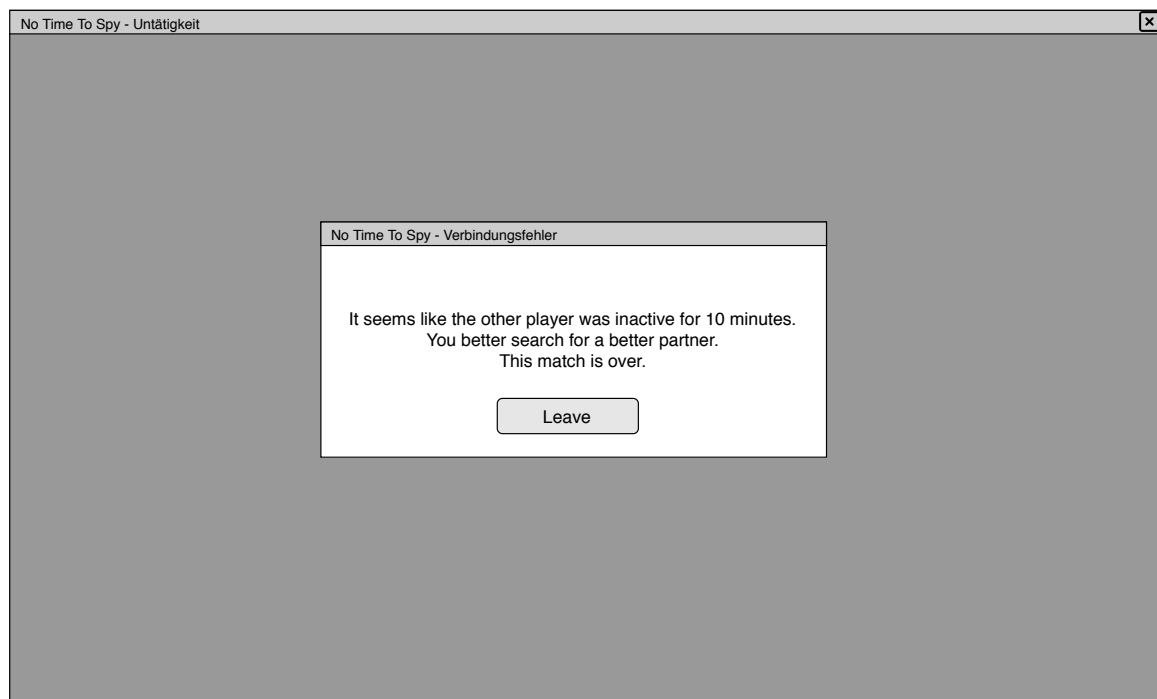 No Time To Spy - Untätigkeit
No Time To Spy - Verbindungsfehler
It seems like the other player was inactive for 10 minutes.
You better search for a better partner.
This match is over.
Leave